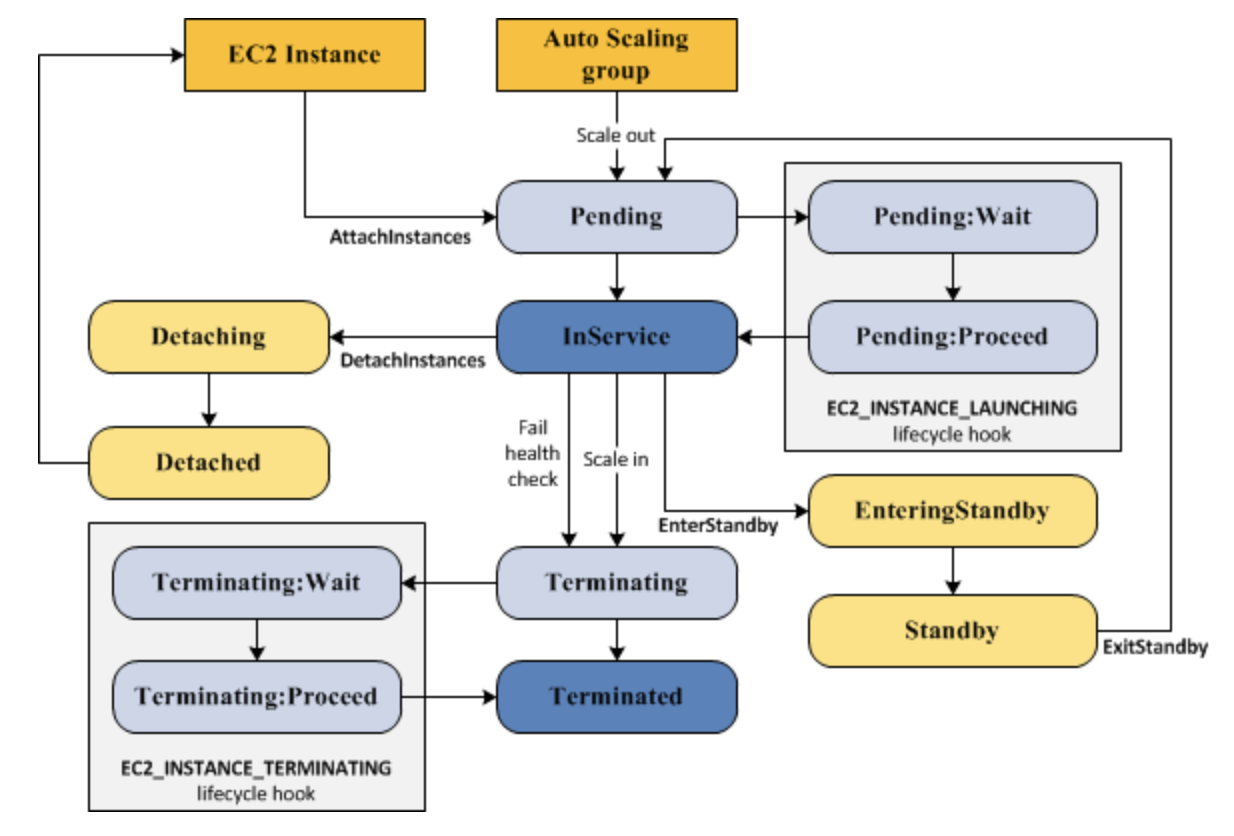 EC2 Instance
Auto Scaling
group
Scale out
Pending
Pending:Wait
AttachInstances
Detaching
InService
Pending:Proceed
DetachInstances
EC2_INSTANCE_LAUNCHING
lifecycle hook
Fail
health
check
Scale in
Detached
EnterStandby
EnteringStandby
Terminating:Wait
Terminating
Standby
ExitStandby
Terminating:Proceed
Terminated
EC2_INSTANCE_TERMINATING
lifecycle hook